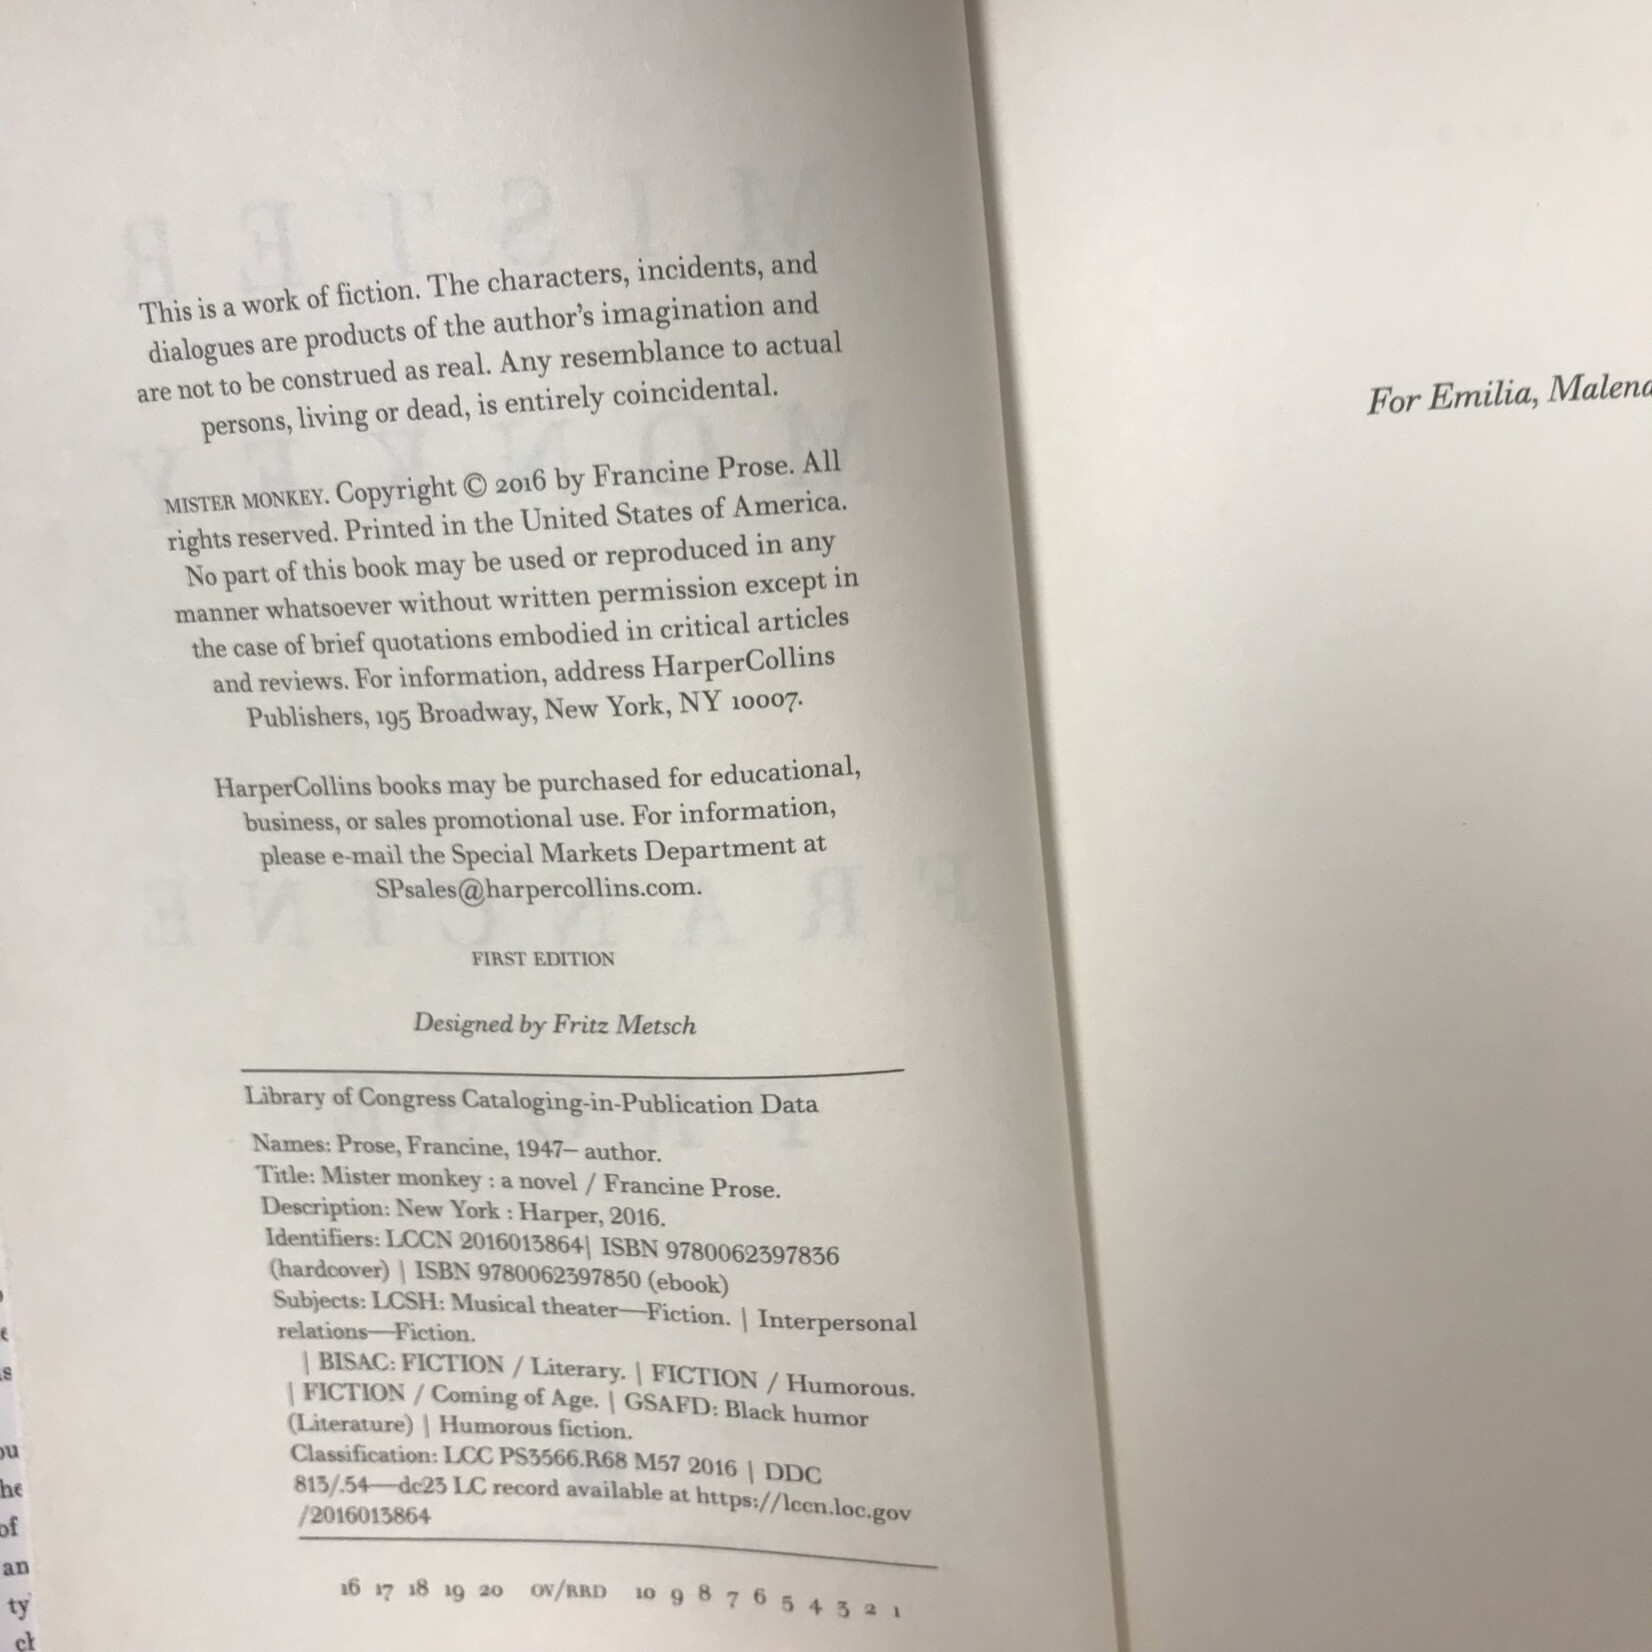 This is a work of fiction. The characters, incidents, and
dialogues are products of the author's imagination and
are not to be construed as real. Any resemblance to actual
persons, living or dead, is entirely coincidental.
MISTER MONKEY. Copyright © 2016 by Francine Prose. All
rights reserved. Printed in the United States of America.
No part of this book may be used or reproduced in any
manner whatsoever without written permission except in
the case of brief quotations embodied in critical articles
and reviews. For information, address HarperCollins
Publishers, 195 Broadway, New York, NY 10007.
HarperCollins books may be purchased for educational,
business, or sales promotional use. For information,
please e-mail the Special Markets Department at
SPsales@harpercollins.com.
FIRST EDITION
Designed by Fritz Metsch
Library of Congress Cataloging-in-Publication Data
Names: Prose, Francine, 1947– author.
Title: Mister monkey : a novel / Francine Prose.
Description: New York : Harper, 2016.
Identifiers: LCCN 2016013864| ISBN 9780062397836
(hardcover) | ISBN 9780062397850 (ebook)
Subjects: LCSH: Musical theater—Fiction. | Interpersonal
relations—Fiction.
| BISAC: FICTION / Literary. | FICTION / Humorous.
| FICTION / Coming of Age. | GSAFD: Black humor
(Literature) | Humorous fiction.
Classification: LCC PS3566.R68 M57 2016 | DDC
813/.54—dc23 LC record available at https://lccn.loc.gov
/2016013864
16 17 18 19 20 OV/RRD 10 9 8 7 6 5 4 3 2 1
For Emilia, Malena